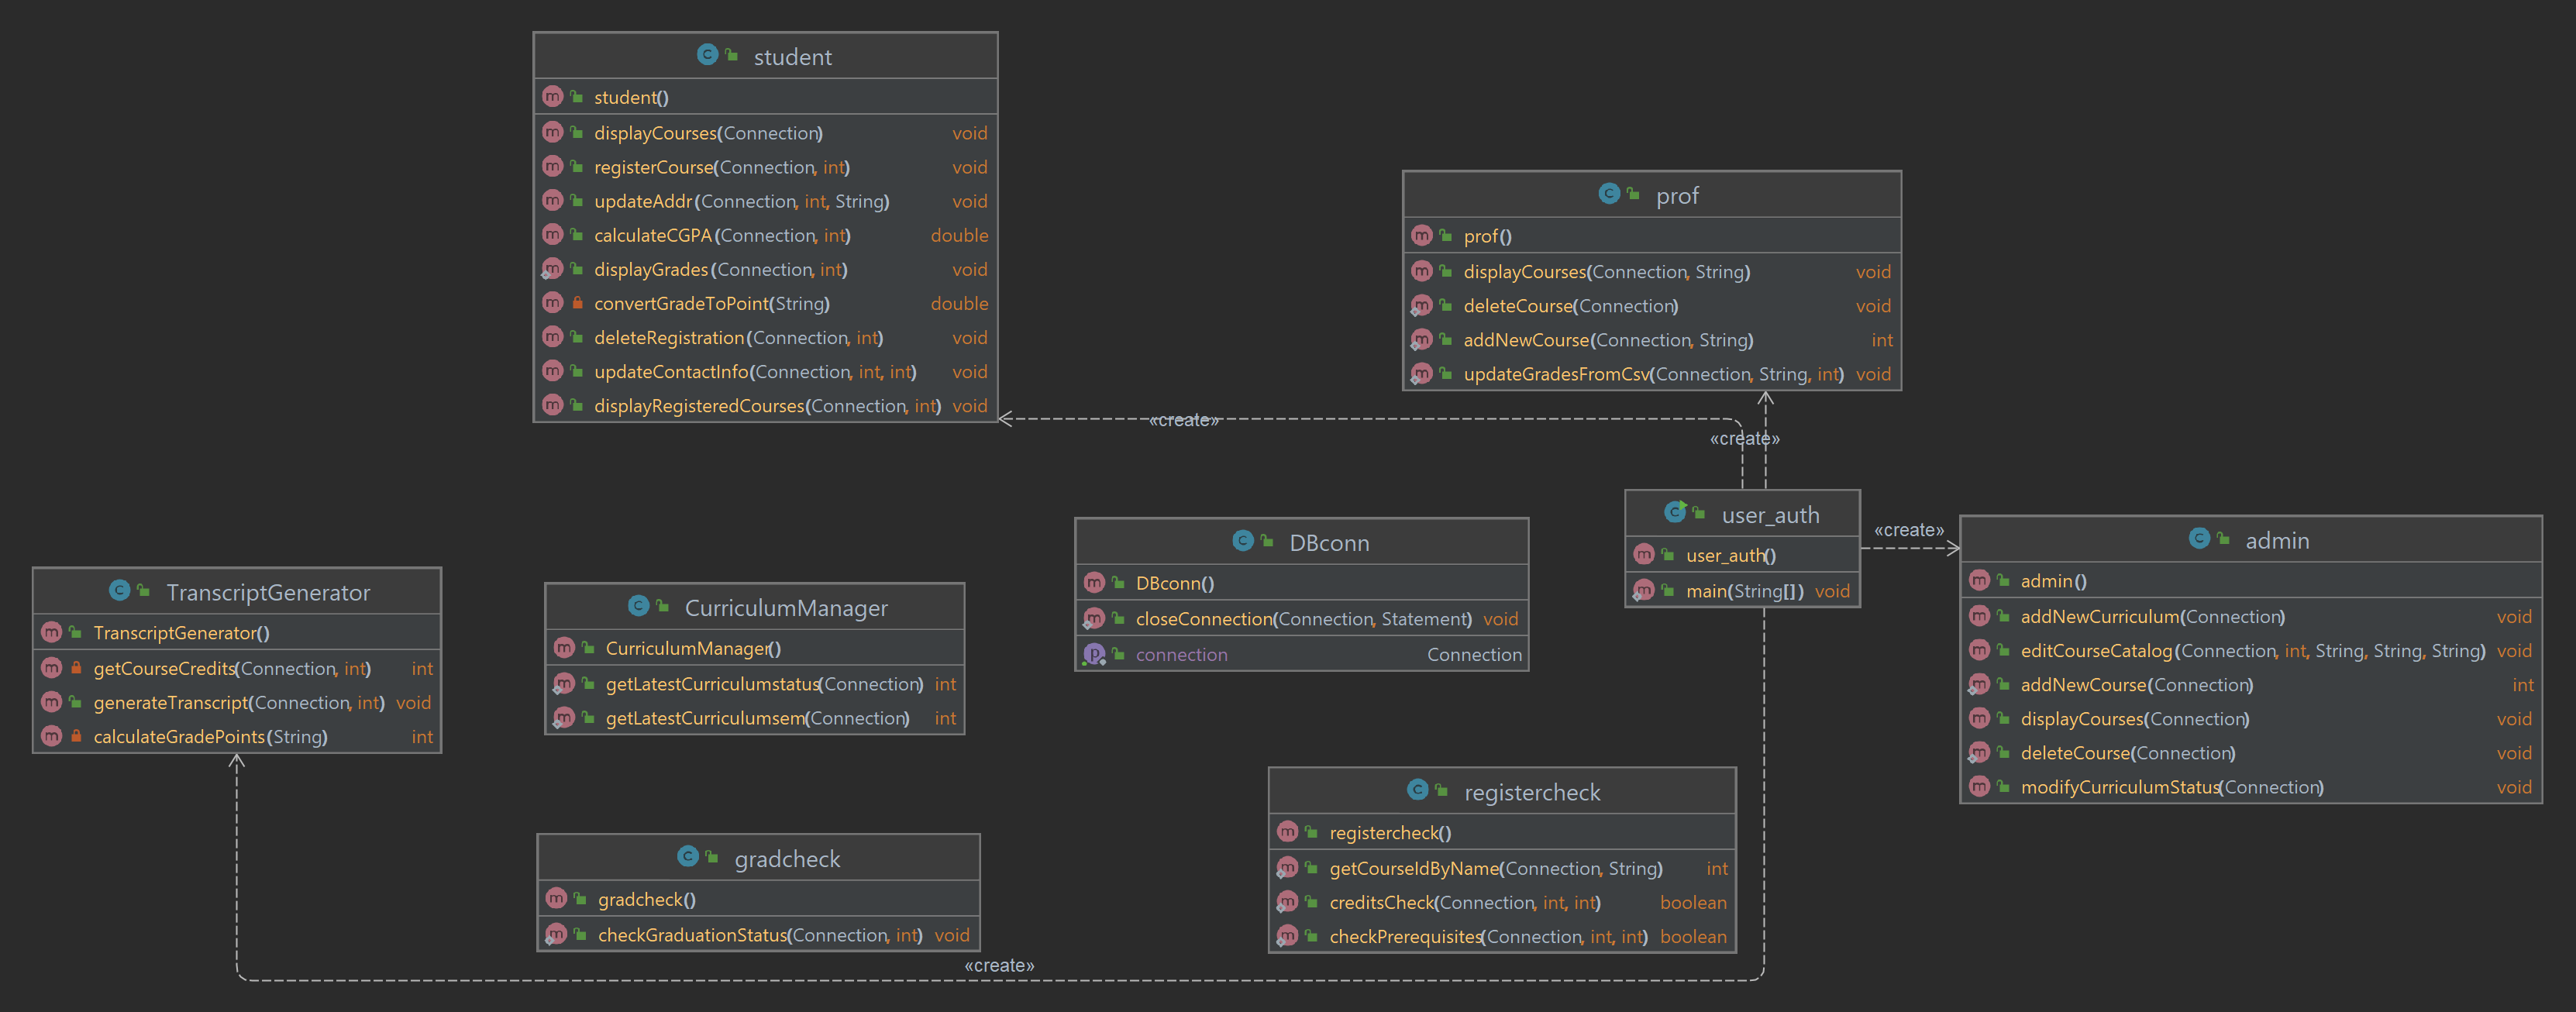 student
student()
displayCourses(Connection) void
registerCourse(Connection, int) void
updateAddr(Connection, int, String) void
calculateCGPA(Connection, int) double
displayGrades(Connection, int) void
convertGradeToPoint(String) double
deleteRegistration(Connection, int) void
updateContactInfo(Connection, int, int) void
displayRegisteredCourses(Connection, int) void
prof
prof()
displayCourses(Connection, String) void
deleteCourse(Connection) void
addNewCourse(Connection, String) int
updateGradesFromCsv(Connection, String, int) void
«create»
«create»
user_auth
user_auth()
main(String[]) void
«create»
admin
admin()
addNewCurriculum(Connection) void
editCourseCatalog(Connection, int, String, String, String) void
addNewCourse(Connection) int
displayCourses(Connection) void
deleteCourse(Connection) void
modifyCurriculumStatus(Connection) void
DBconn
DBconn()
closeConnection(Connection, Statement) void
connection Connection
TranscriptGenerator
TranscriptGenerator()
getCourseCredits(Connection, int) int
generateTranscript(Connection, int) void
calculateGradePoints(String) int
CurriculumManager
CurriculumManager()
getLatestCurriculumstatus(Connection) int
getLatestCurriculumsem(Connection) int
registercheck
registercheck()
getCourseIdByName(Connection, String) int
creditsCheck(Connection, int, int) boolean
checkPrerequisites(Connection, int, int) boolean
gradcheck
gradcheck()
checkGraduationStatus(Connection, int) void
«create»